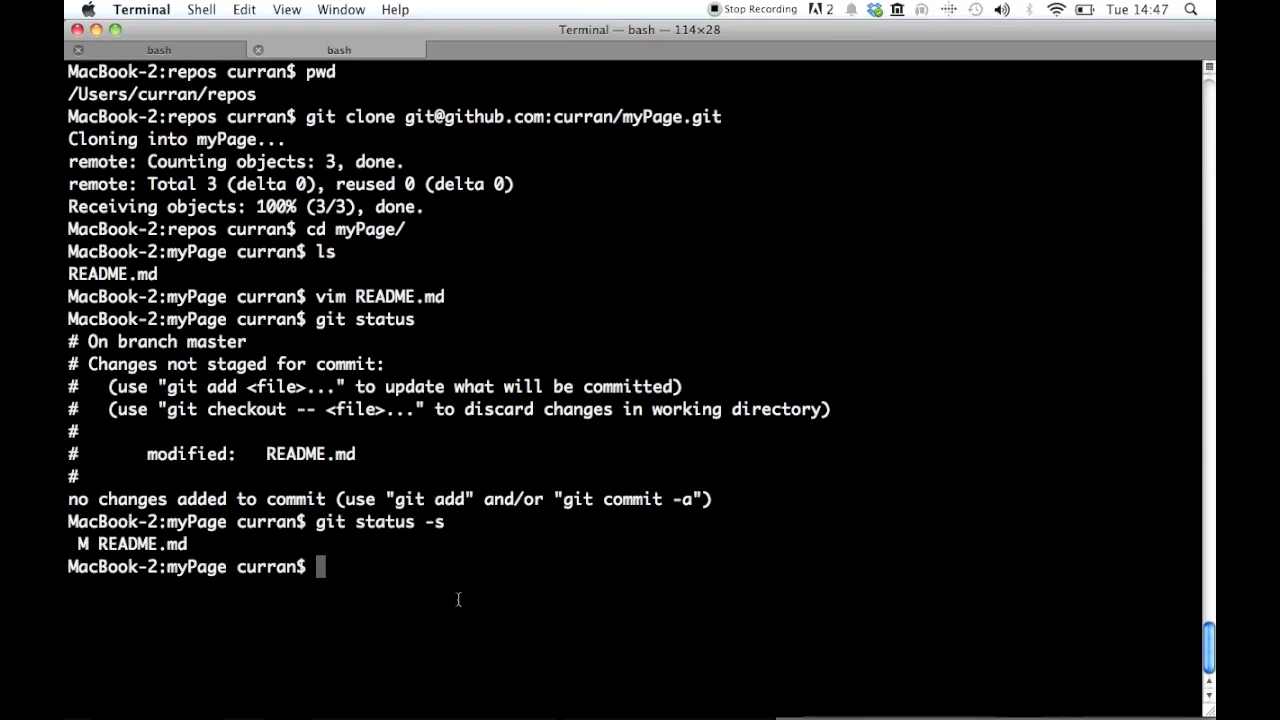 Terminal Shell Edit View Window Help Stop Recording 2 Tue 14:47
Terminal — bash — 114×28
bash bash
MacBook-2:repos curran$ pwd
/Users/curran/repos
MacBook-2:repos curran$ git clone git@github.com:curran/myPage.git
Cloning into myPage...
remote: Counting objects: 3, done.
remote: Total 3 (delta 0), reused 0 (delta 0)
Receiving objects: 100% (3/3), done.
MacBook-2:repos curran$ cd myPage/
MacBook-2:myPage curran$ ls
README.md
MacBook-2:myPage curran$ vim README.md
MacBook-2:myPage curran$ git status
# On branch master
# Changes not staged for commit:
#   (use "git add <file>..." to update what will be committed)
#   (use "git checkout -- <file>..." to discard changes in working directory)
#
#       modified:   README.md
#
no changes added to commit (use "git add" and/or "git commit -a")
MacBook-2:myPage curran$ git status -s
 M README.md
MacBook-2:myPage curran$